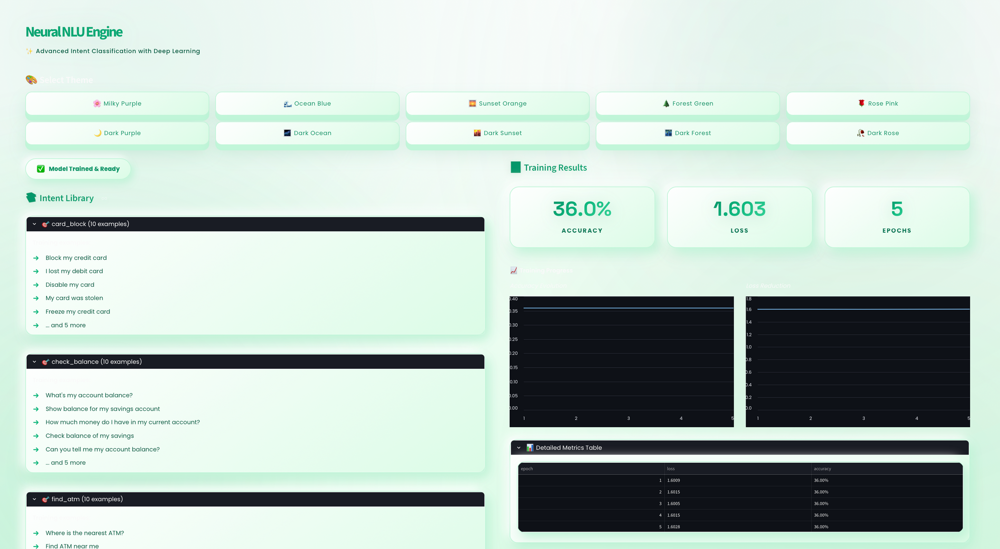 Neural NLU Engine
✨ Advanced Intent Classification with Deep Learning
🎨 Select Theme
🌸 Milky Purple
🌊 Ocean Blue
🌅 Sunset Orange
🌲 Forest Green
🌹 Rose Pink
🌙 Dark Purple
🌌 Dark Ocean
🌇 Dark Sunset
🌃 Dark Forest
🥀 Dark Rose
✅ Model Trained & Ready
Intent Library
🎯 card_block (10 examples)
Training examples:
→ Block my credit card
→ I lost my debit card
→ Disable my card
→ My card was stolen
→ Freeze my credit card
→ ... and 5 more
🎯 check_balance (10 examples)
Training examples:
→ What's my account balance?
→ Show balance for my savings account
→ How much money do I have in my current account?
→ Check balance of my savings
→ Can you tell me my account balance?
→ ... and 5 more
🎯 find_atm (10 examples)
Training examples:
→ Where is the nearest ATM?
→ Find ATM near me
Training Results
36.0%
ACCURACY
1.603
LOSS
5
EPOCHS
📈 Training Progress
Accuracy Evolution
0.40
0.35
0.30
0.25
0.20
0.15
0.10
0.05
0.00
1 2 3 4 5
Loss Reduction
1.8
1.6
1.4
1.2
1.0
0.8
0.6
0.4
0.2
0.0
1 2 3 4 5
📊 Detailed Metrics Table
epoch loss accuracy
1 1.6009 36.00%
2 1.6015 36.00%
3 1.6005 36.00%
4 1.6015 36.00%
5 1.6028 36.00%